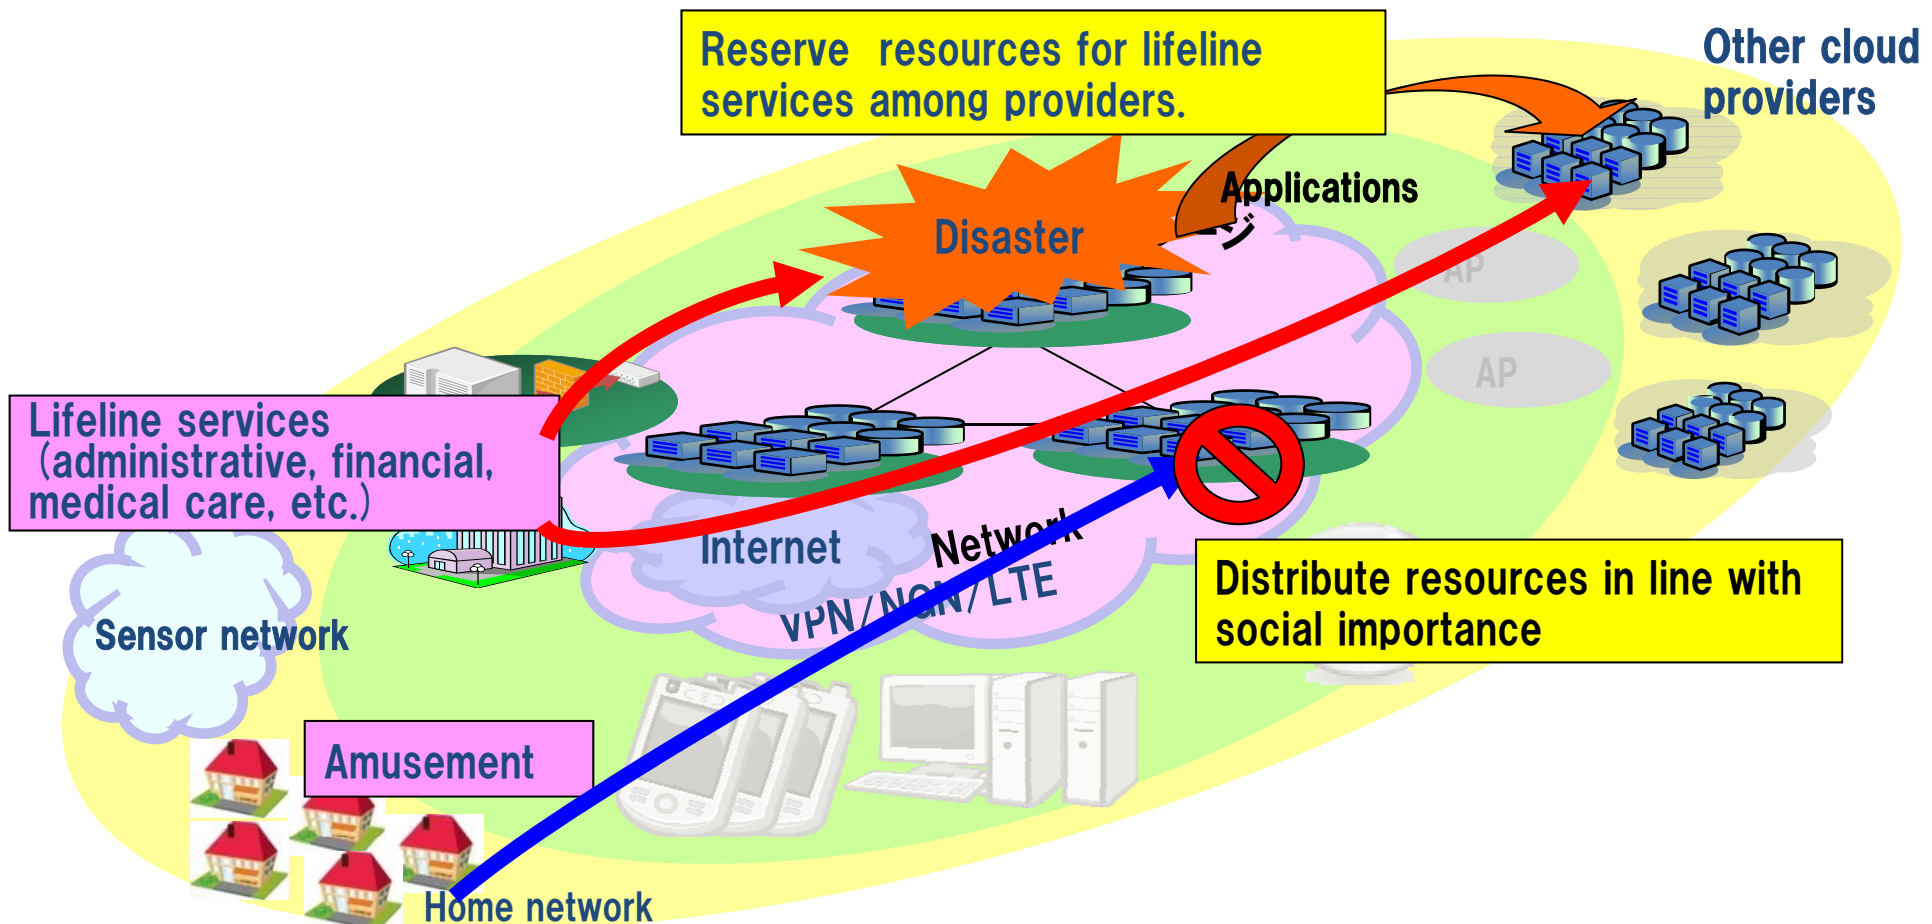 Reserve  resources for lifeline
services among providers.
Other cloud
providers
Applications
ジ
Disaster
AP
AP
Lifeline services
(administrative, financial,
medical care, etc.)
Internet
Network
VPN/NGN/LTE
Distribute resources in line with
social importance
Sensor network
Amusement
Home network